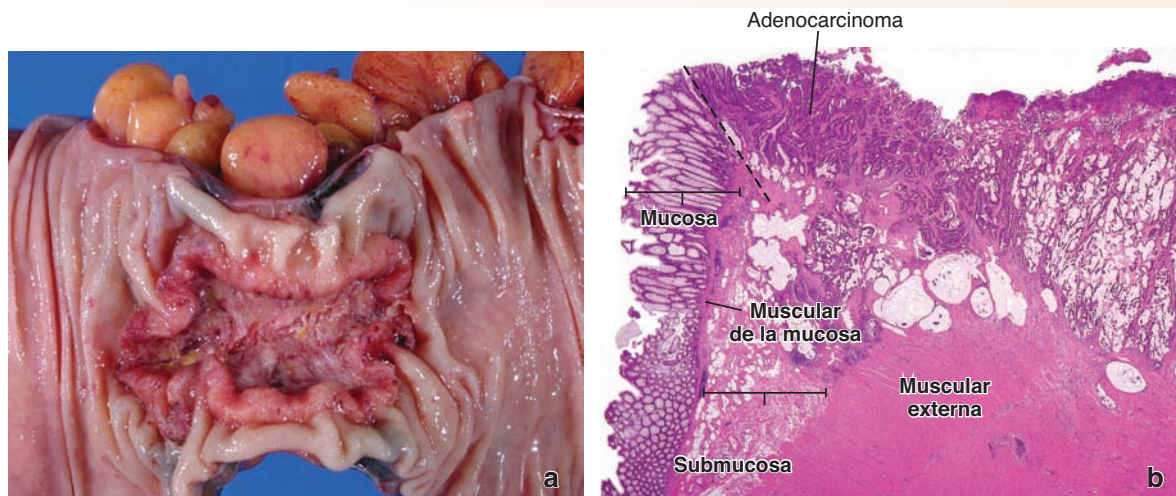 Adenocarcinoma
Mucosa
Muscular
de la mucosa
Muscular
externa
Submucosa
a
b